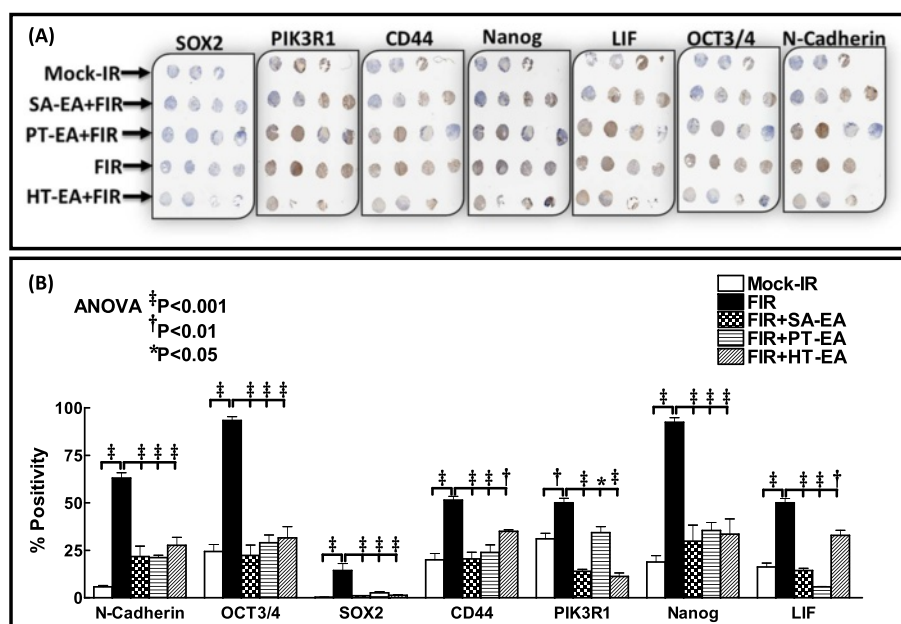 (A)
SOX2 PIK3R1 CD44 Nanog LIF OCT3/4 N-Cadherin
Mock-IR
SA-EA+FIR
PT-EA+FIR
FIR
HT-EA+FIR
(B)
ANOVA ‡P<0.001
†P<0.01
*P<0.05
Mock-IR
FIR
FIR+SA-EA
FIR+PT-EA
FIR+HT-EA
% Positivity
100
75
50
25
0
‡ ‡ ‡ ‡
‡ ‡ ‡ ‡
‡ ‡ ‡ ‡
‡ ‡ ‡ †
† ‡ * ‡
‡ ‡ ‡ ‡
‡ ‡ ‡ †
N-Cadherin OCT3/4 SOX2 CD44 PIK3R1 Nanog LIF